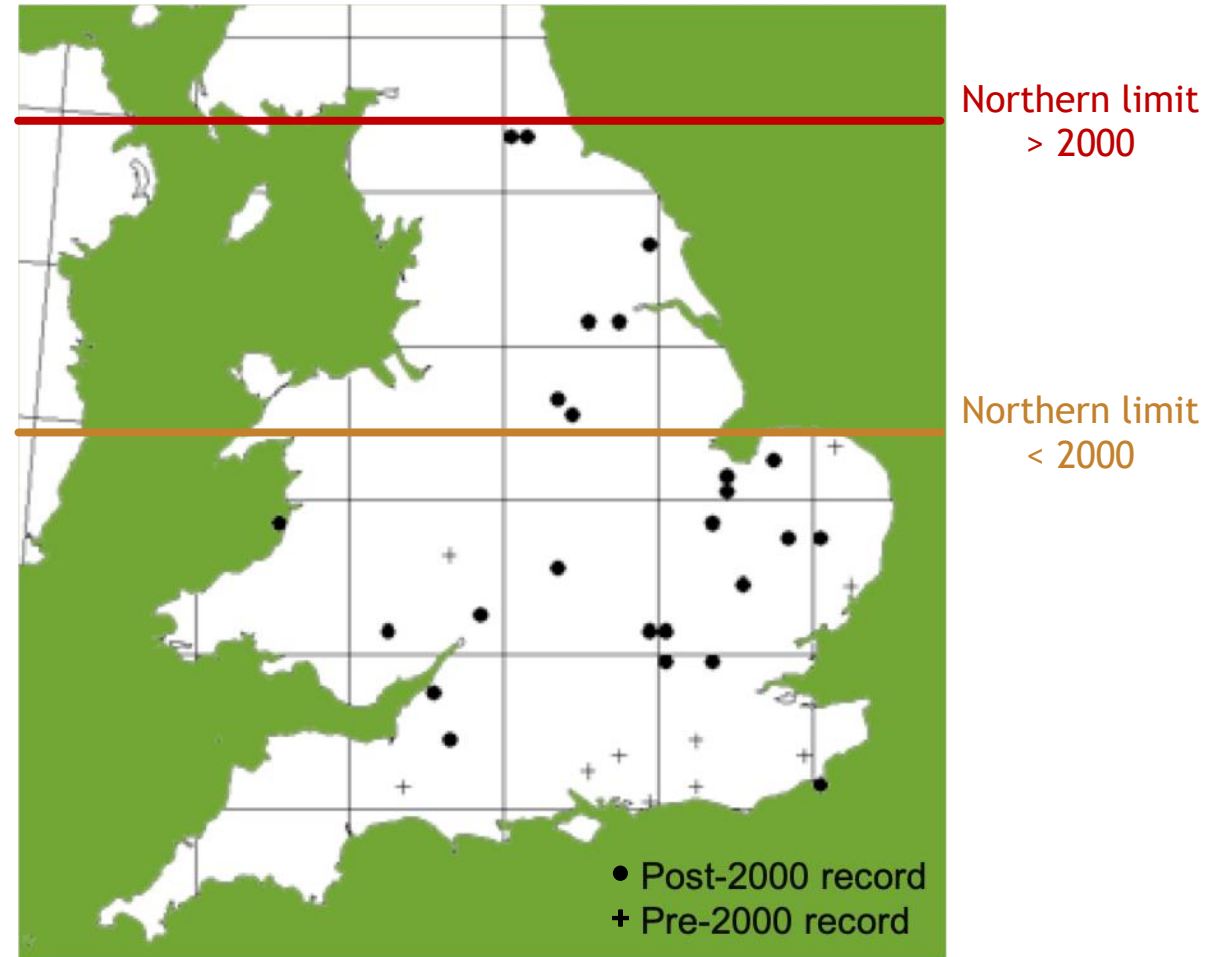 Northern limit
> 2000
Northern limit
< 2000
● Post-2000 record
+ Pre-2000 record